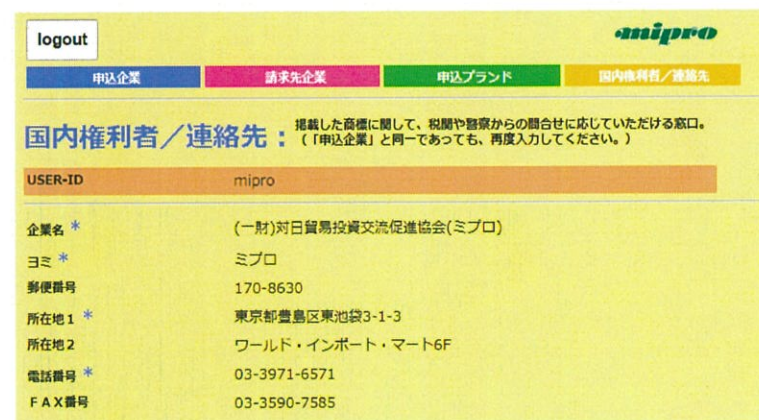 logout
mipro
申込企業 請求先企業 申込ブランド 国内権利者／連絡先
国内権利者／連絡先： 掲載した商標に関して、税関や警察からの問合せに応じていただける窓口。
（「申込企業」と同一であっても、再度入力してください。）
USER-ID mipro
企業名 * (一財)対日貿易投資交流促進協会(ミプロ)
ヨミ * ミプロ
郵便番号 170-8630
所在地1 * 東京都豊島区東池袋3-1-3
所在地2 ワールド・インポート・マート6F
電話番号 * 03-3971-6571
ＦＡＸ番号 03-3590-7585